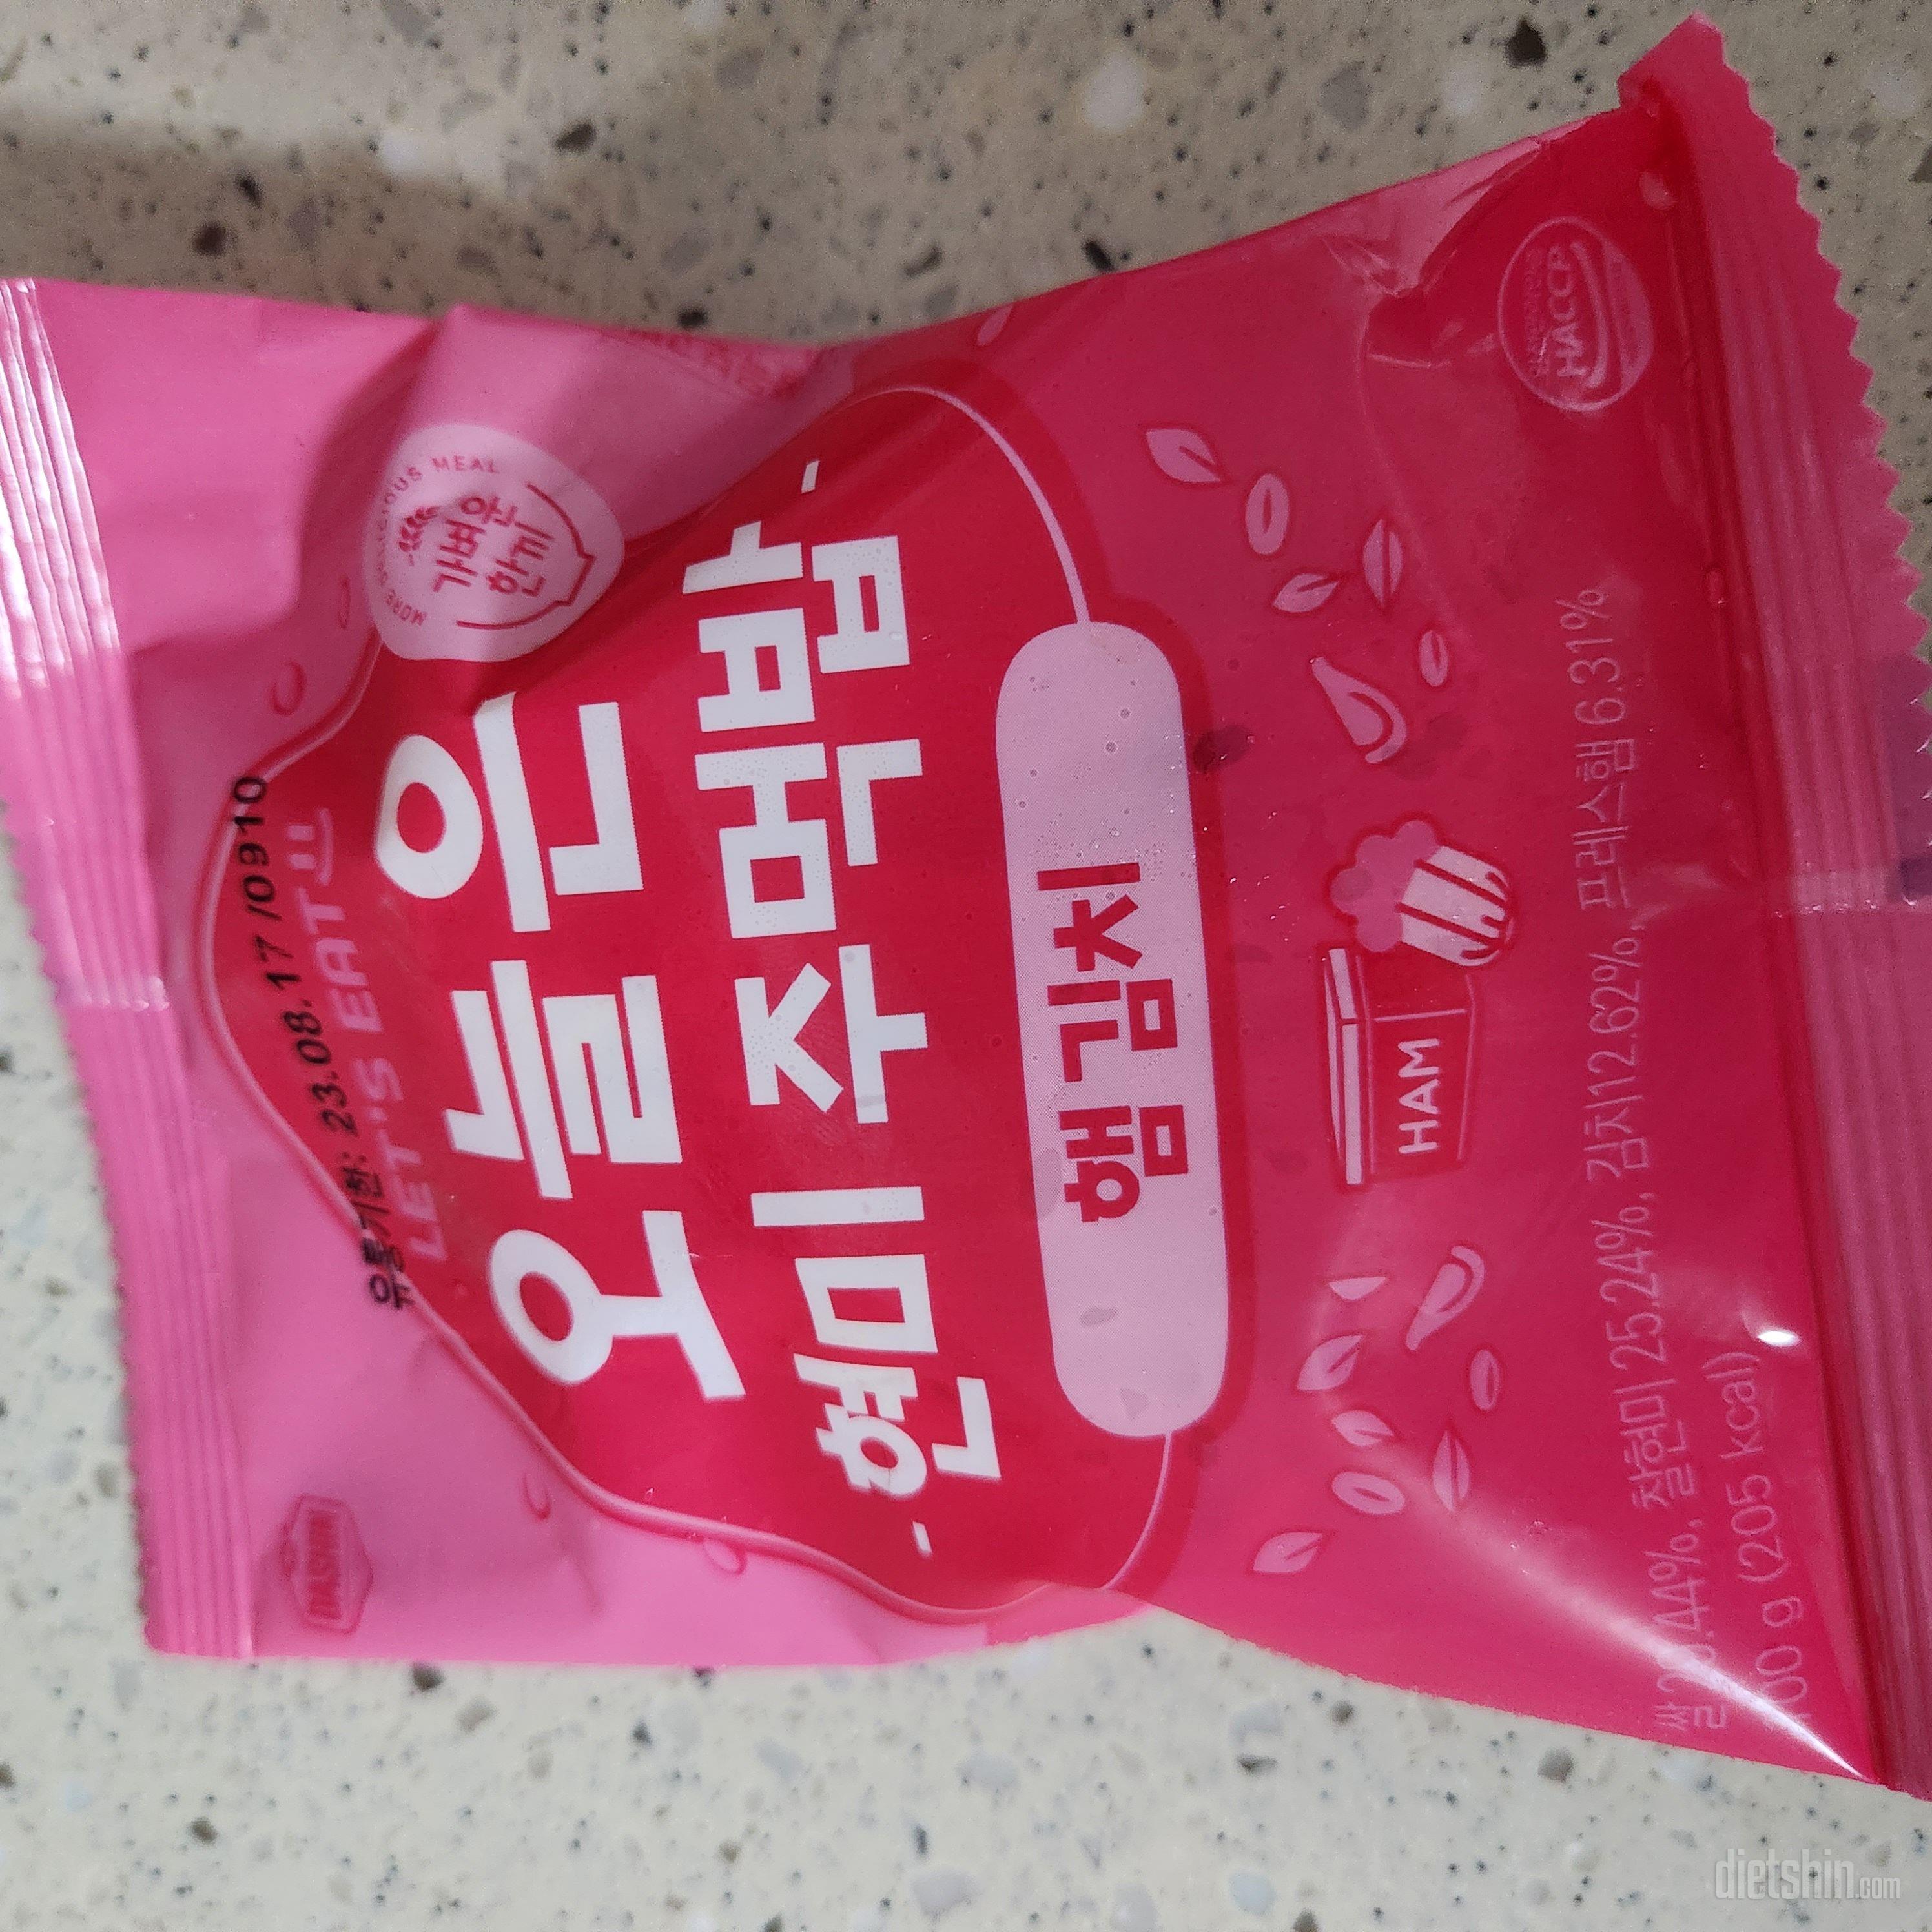 유통기한: 23.08.17 /0910
LET'S EAT
DASHIN
MORE DELICIOUS MEAL
가벼운
한끼
오늘은
현미주먹밥
햄김치
HAM
HACCP
찰현미 25.24%, 김치12.62%, 프레스햄 6.31%
100 g (205 kcal)
dietshin.com